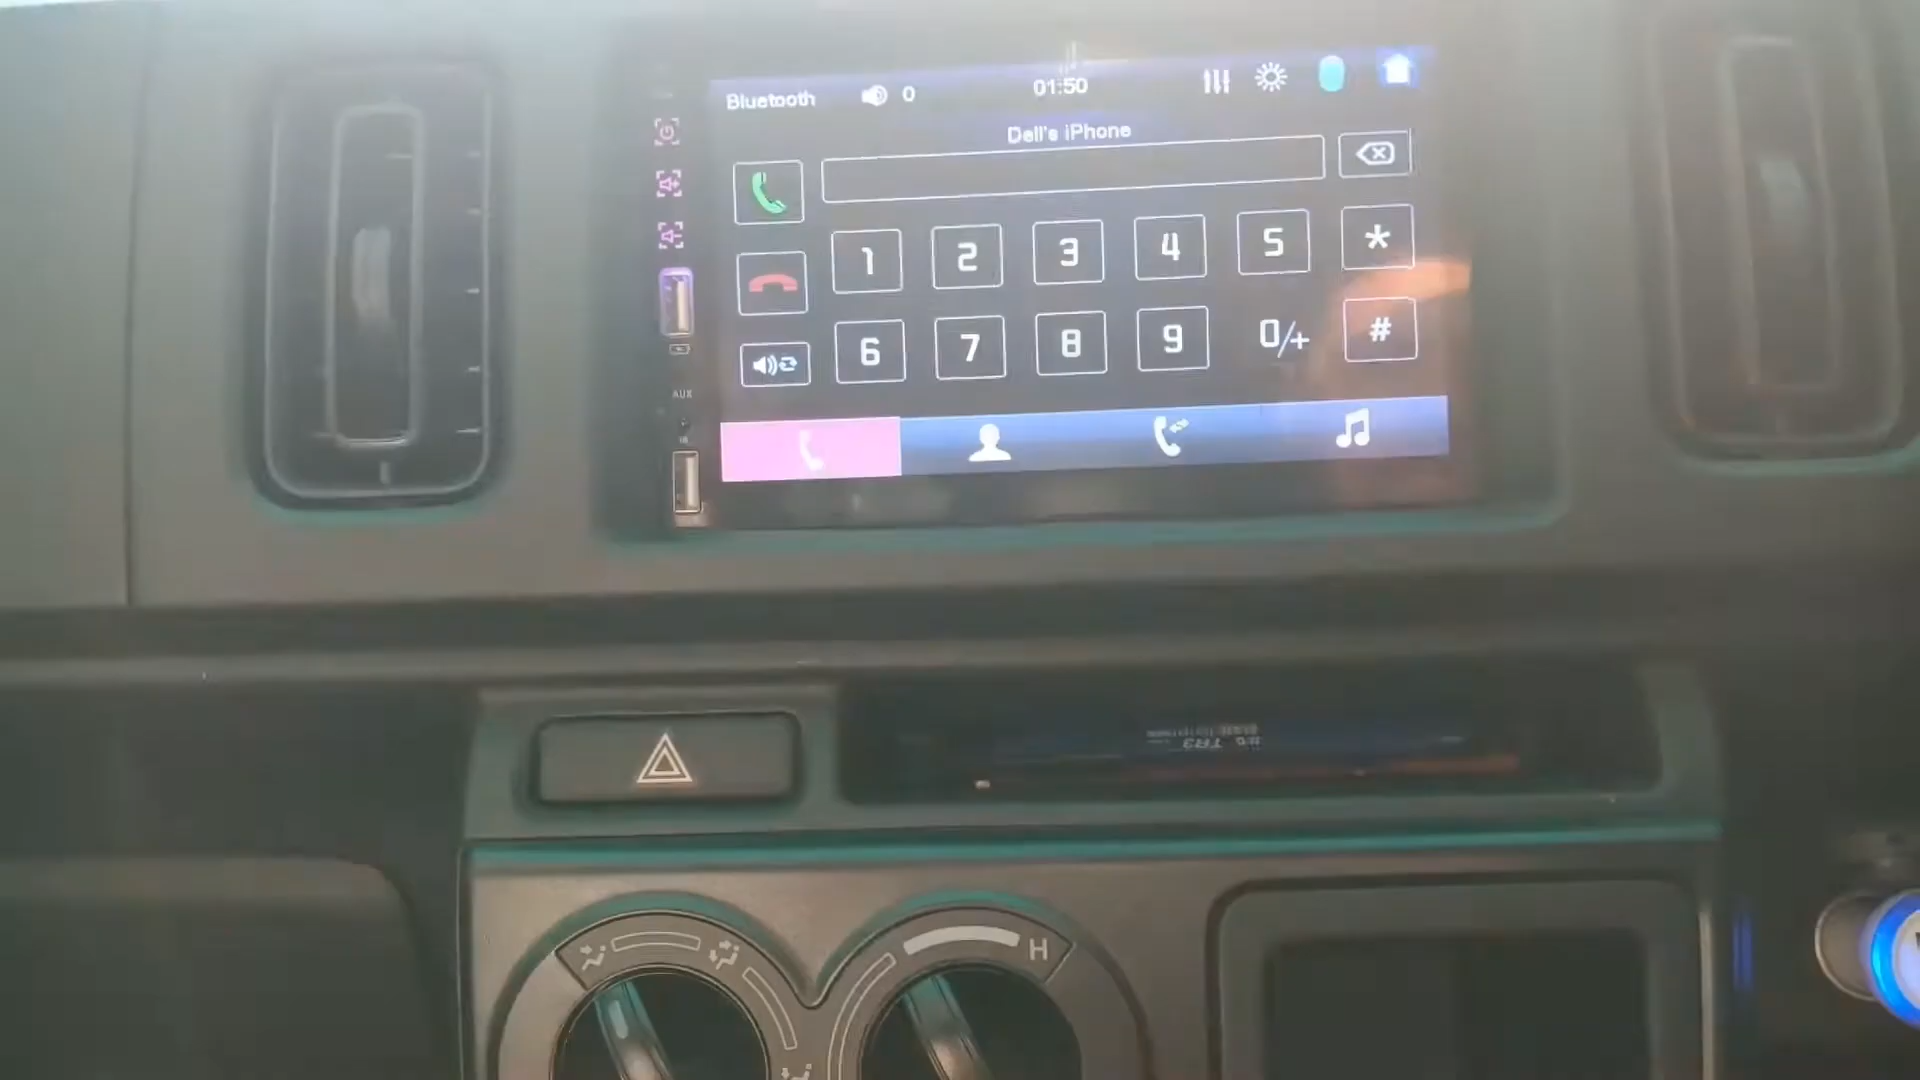 Bluetooth 0 01:50
Dell's iPhone
1 2 3 4 5 *
6 7 8 9 0/+ #
AUX
H